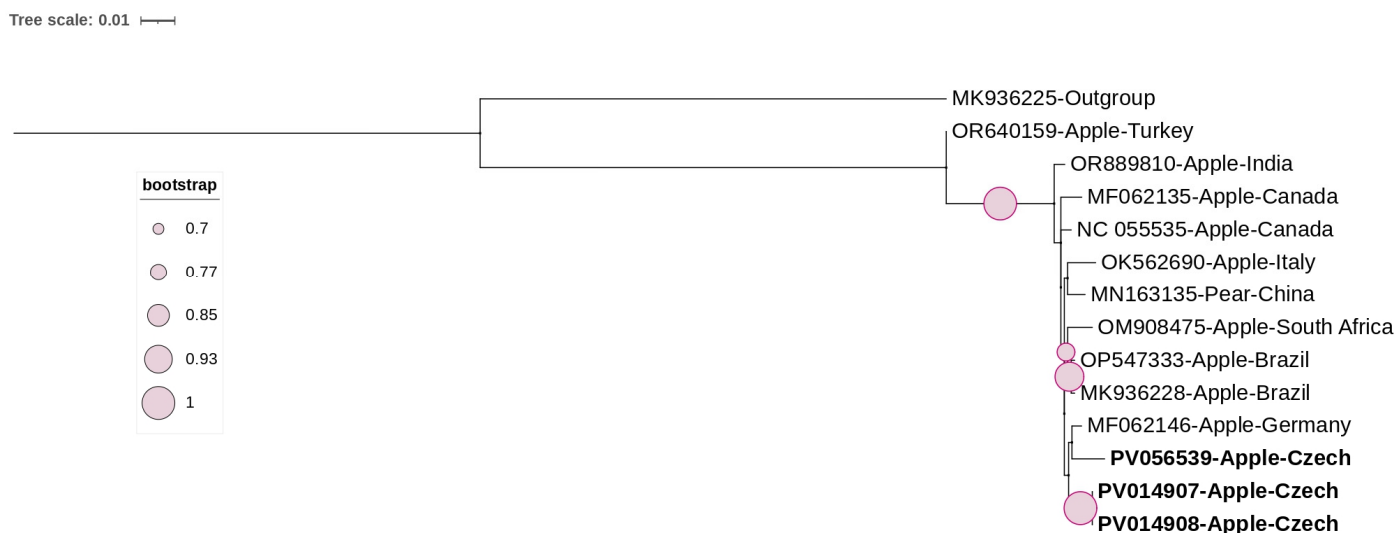 Tree scale: 0.01
MK936225-Outgroup
OR640159-Apple-Turkey
OR889810-Apple-India
MF062135-Apple-Canada
NC 055535-Apple-Canada
OK562690-Apple-Italy
MN163135-Pear-China
OM908475-Apple-South Africa
OP547333-Apple-Brazil
MK936228-Apple-Brazil
MF062146-Apple-Germany
PV056539-Apple-Czech
PV014907-Apple-Czech
PV014908-Apple-Czech
bootstrap
0.7
0.77
0.85
0.93
1